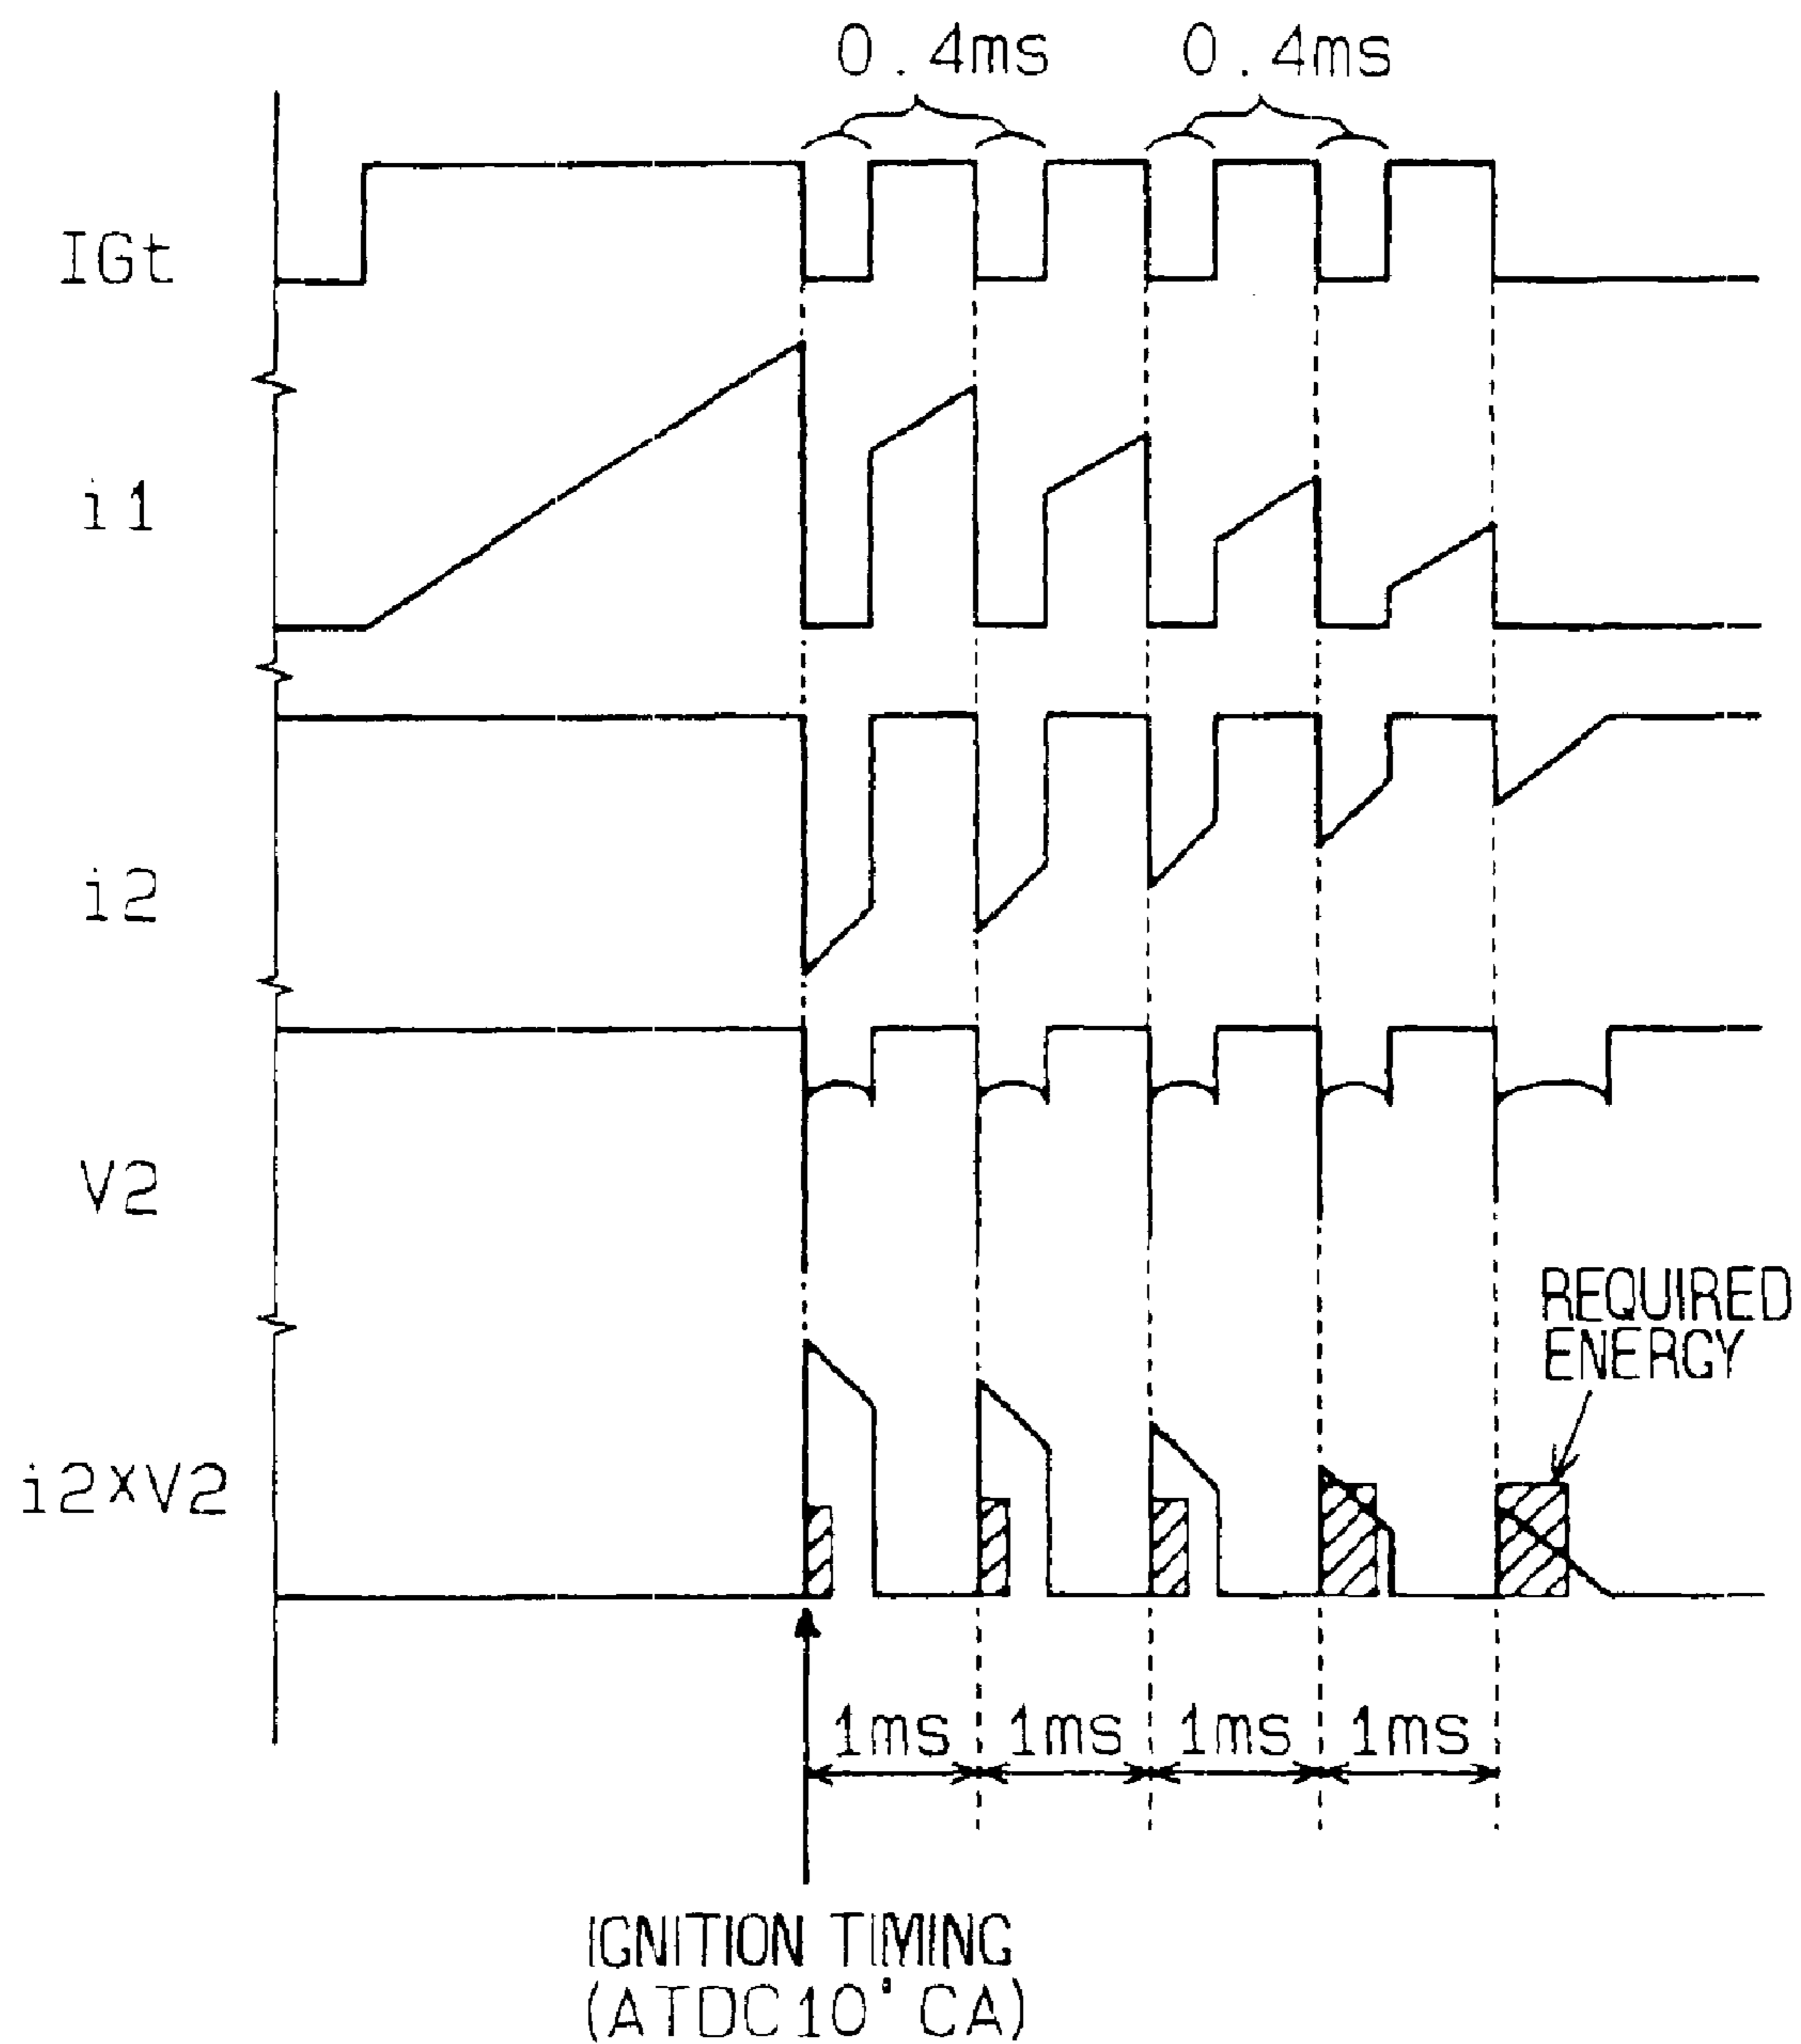 0.4ms 0.4ms
IGt
i1
i2
V2
REQUIRED
ENERGY
i2×V2
1ms 1ms 1ms 1ms
IGNITION TIMING
(ATDC10°CA)